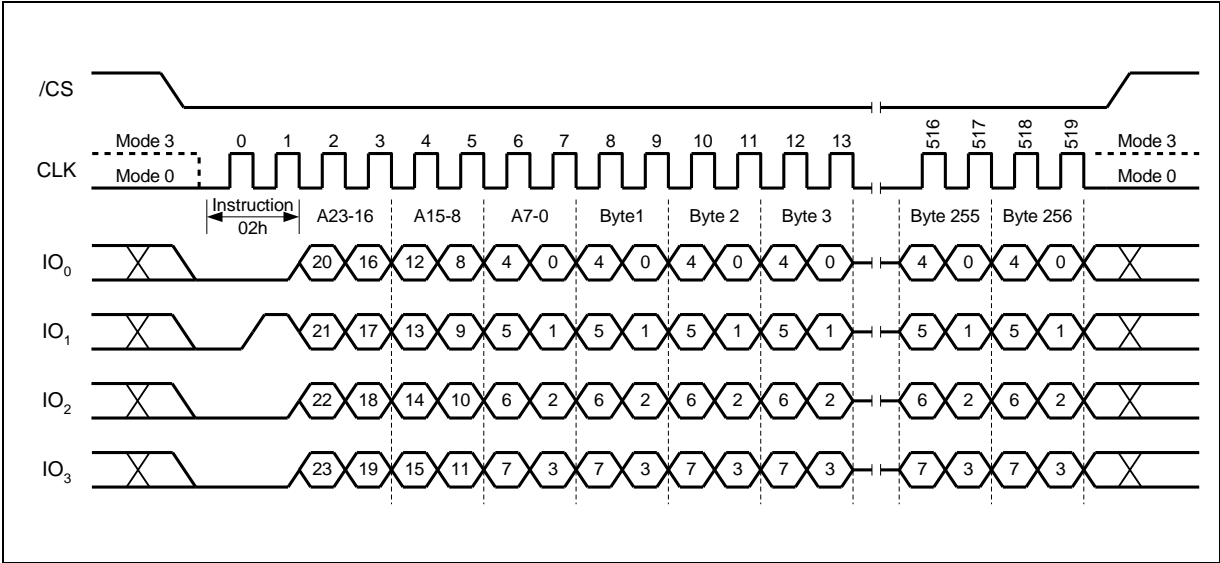 /CS
Mode 3 0 1 2 3 4 5 6 7 8 9 10 11 12 13 516 517 518 519 Mode 3
CLK
Mode 0 Mode 0
Instruction A23-16 A15-8 A7-0 Byte1 Byte 2 Byte 3 Byte 255 Byte 256
02h
IO0 20 16 12 8 4 0 4 0 4 0 4 0 4 0 4 0
IO1 21 17 13 9 5 1 5 1 5 1 5 1 5 1 5 1
IO2 22 18 14 10 6 2 6 2 6 2 6 2 6 2 6 2
IO3 23 19 15 11 7 3 7 3 7 3 7 3 7 3 7 3